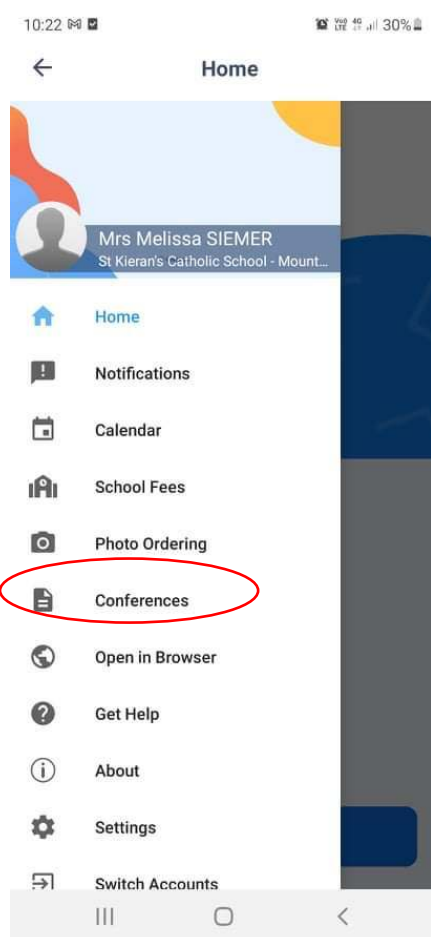 10:22 30%
Home
Mrs Melissa SIEMER
St Kieran's Catholic School - Mount...
Home
Notifications
Calendar
School Fees
Photo Ordering
Conferences
Open in Browser
Get Help
About
Settings
Switch Accounts